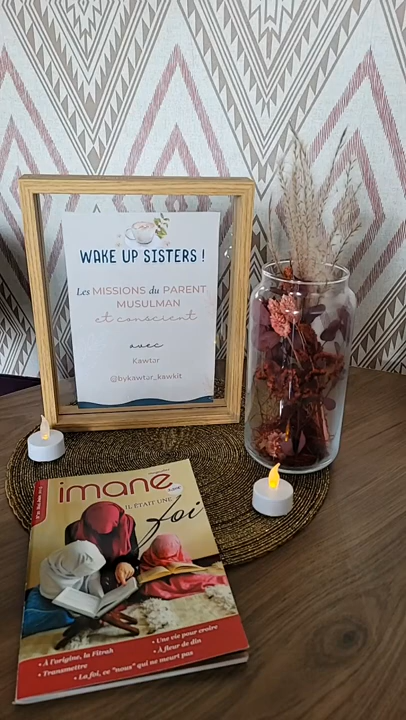 WAKE UP SISTERS !
Les MISSIONS du PARENT
MUSULMAN
et conscient
avec
Kawtar
@bykawtar_kawkit
imane
IL ÉTAIT UNE
foi
• À l'origine, la Fitrah
• Transmettre
• Une vie pour croire
• À fleur de din
• La foi, ce "nous" qui ne meurt pas